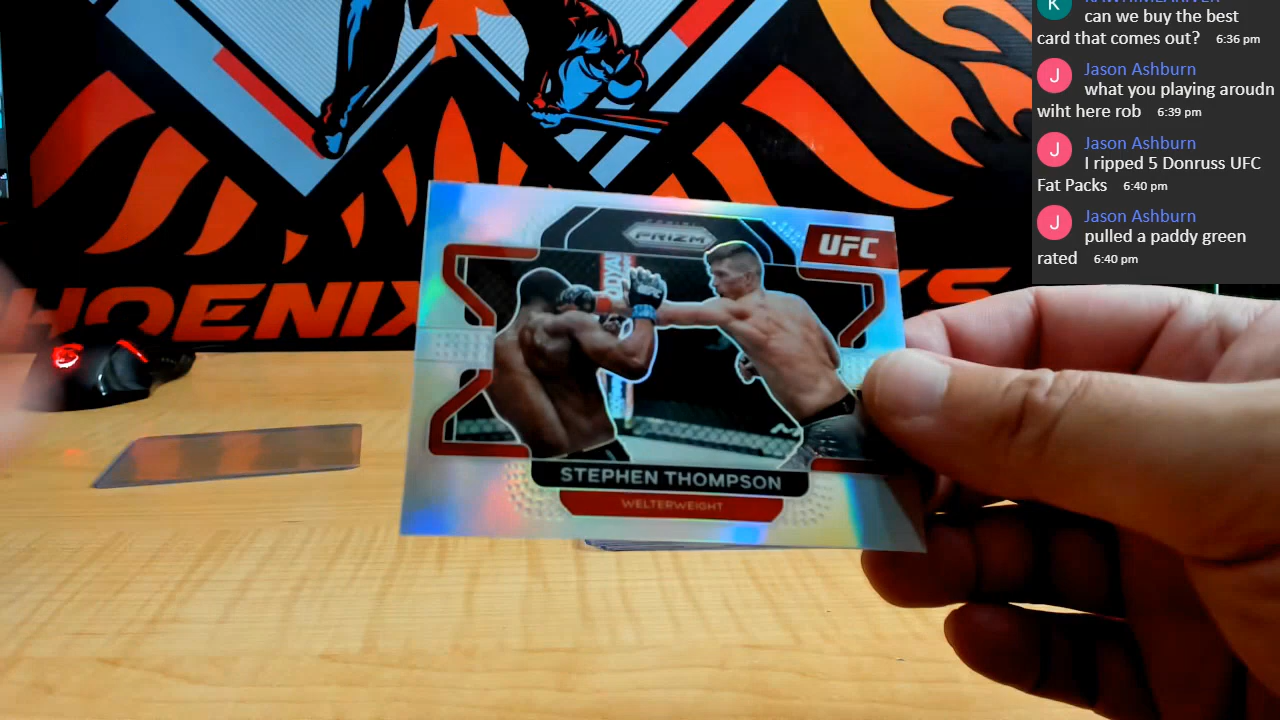 can we buy the best
card that comes out? 6:36 pm
J Jason Ashburn
what you playing aroudn
wiht here rob 6:39 pm
J Jason Ashburn
I ripped 5 Donruss UFC
Fat Packs 6:40 pm
J Jason Ashburn
pulled a paddy green
rated 6:40 pm
PRIZM
UFC
STEPHEN THOMPSON
WELTERWEIGHT
HOENIX
KS